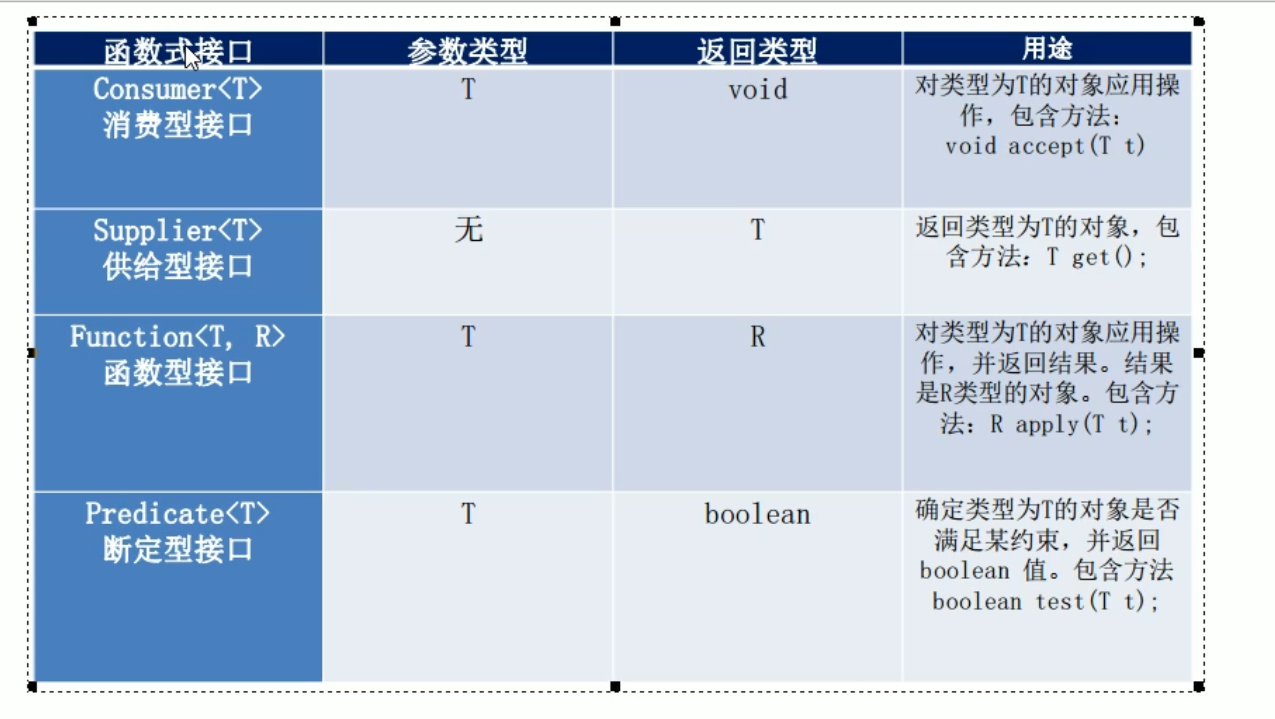 函数式接口 参数类型 返回类型 用途
Consumer<T>
消费型接口
T
void
对类型为T的对象应用操
作，包含方法：
void accept(T t)
Supplier<T>
供给型接口
无
T
返回类型为T的对象，包
含方法：T get();
Function<T, R>
函数型接口
T
R
对类型为T的对象应用操
作，并返回结果。结果
是R类型的对象。包含方
法：R apply(T t);
Predicate<T>
断定型接口
T
boolean
确定类型为T的对象是否
满足某约束，并返回
boolean 值。包含方法
boolean test(T t);